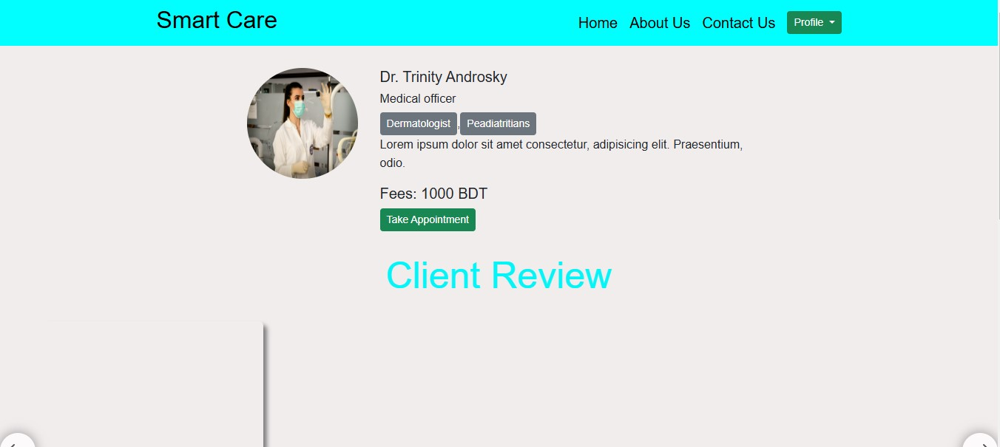 Smart Care
Home About Us Contact Us Profile
Dr. Trinity Androsky
Medical officer
Dermatologist , Peadiatritians
Lorem ipsum dolor sit amet consectetur, adipisicing elit. Praesentium,
odio.
Fees: 1000 BDT
Take Appointment
Client Review